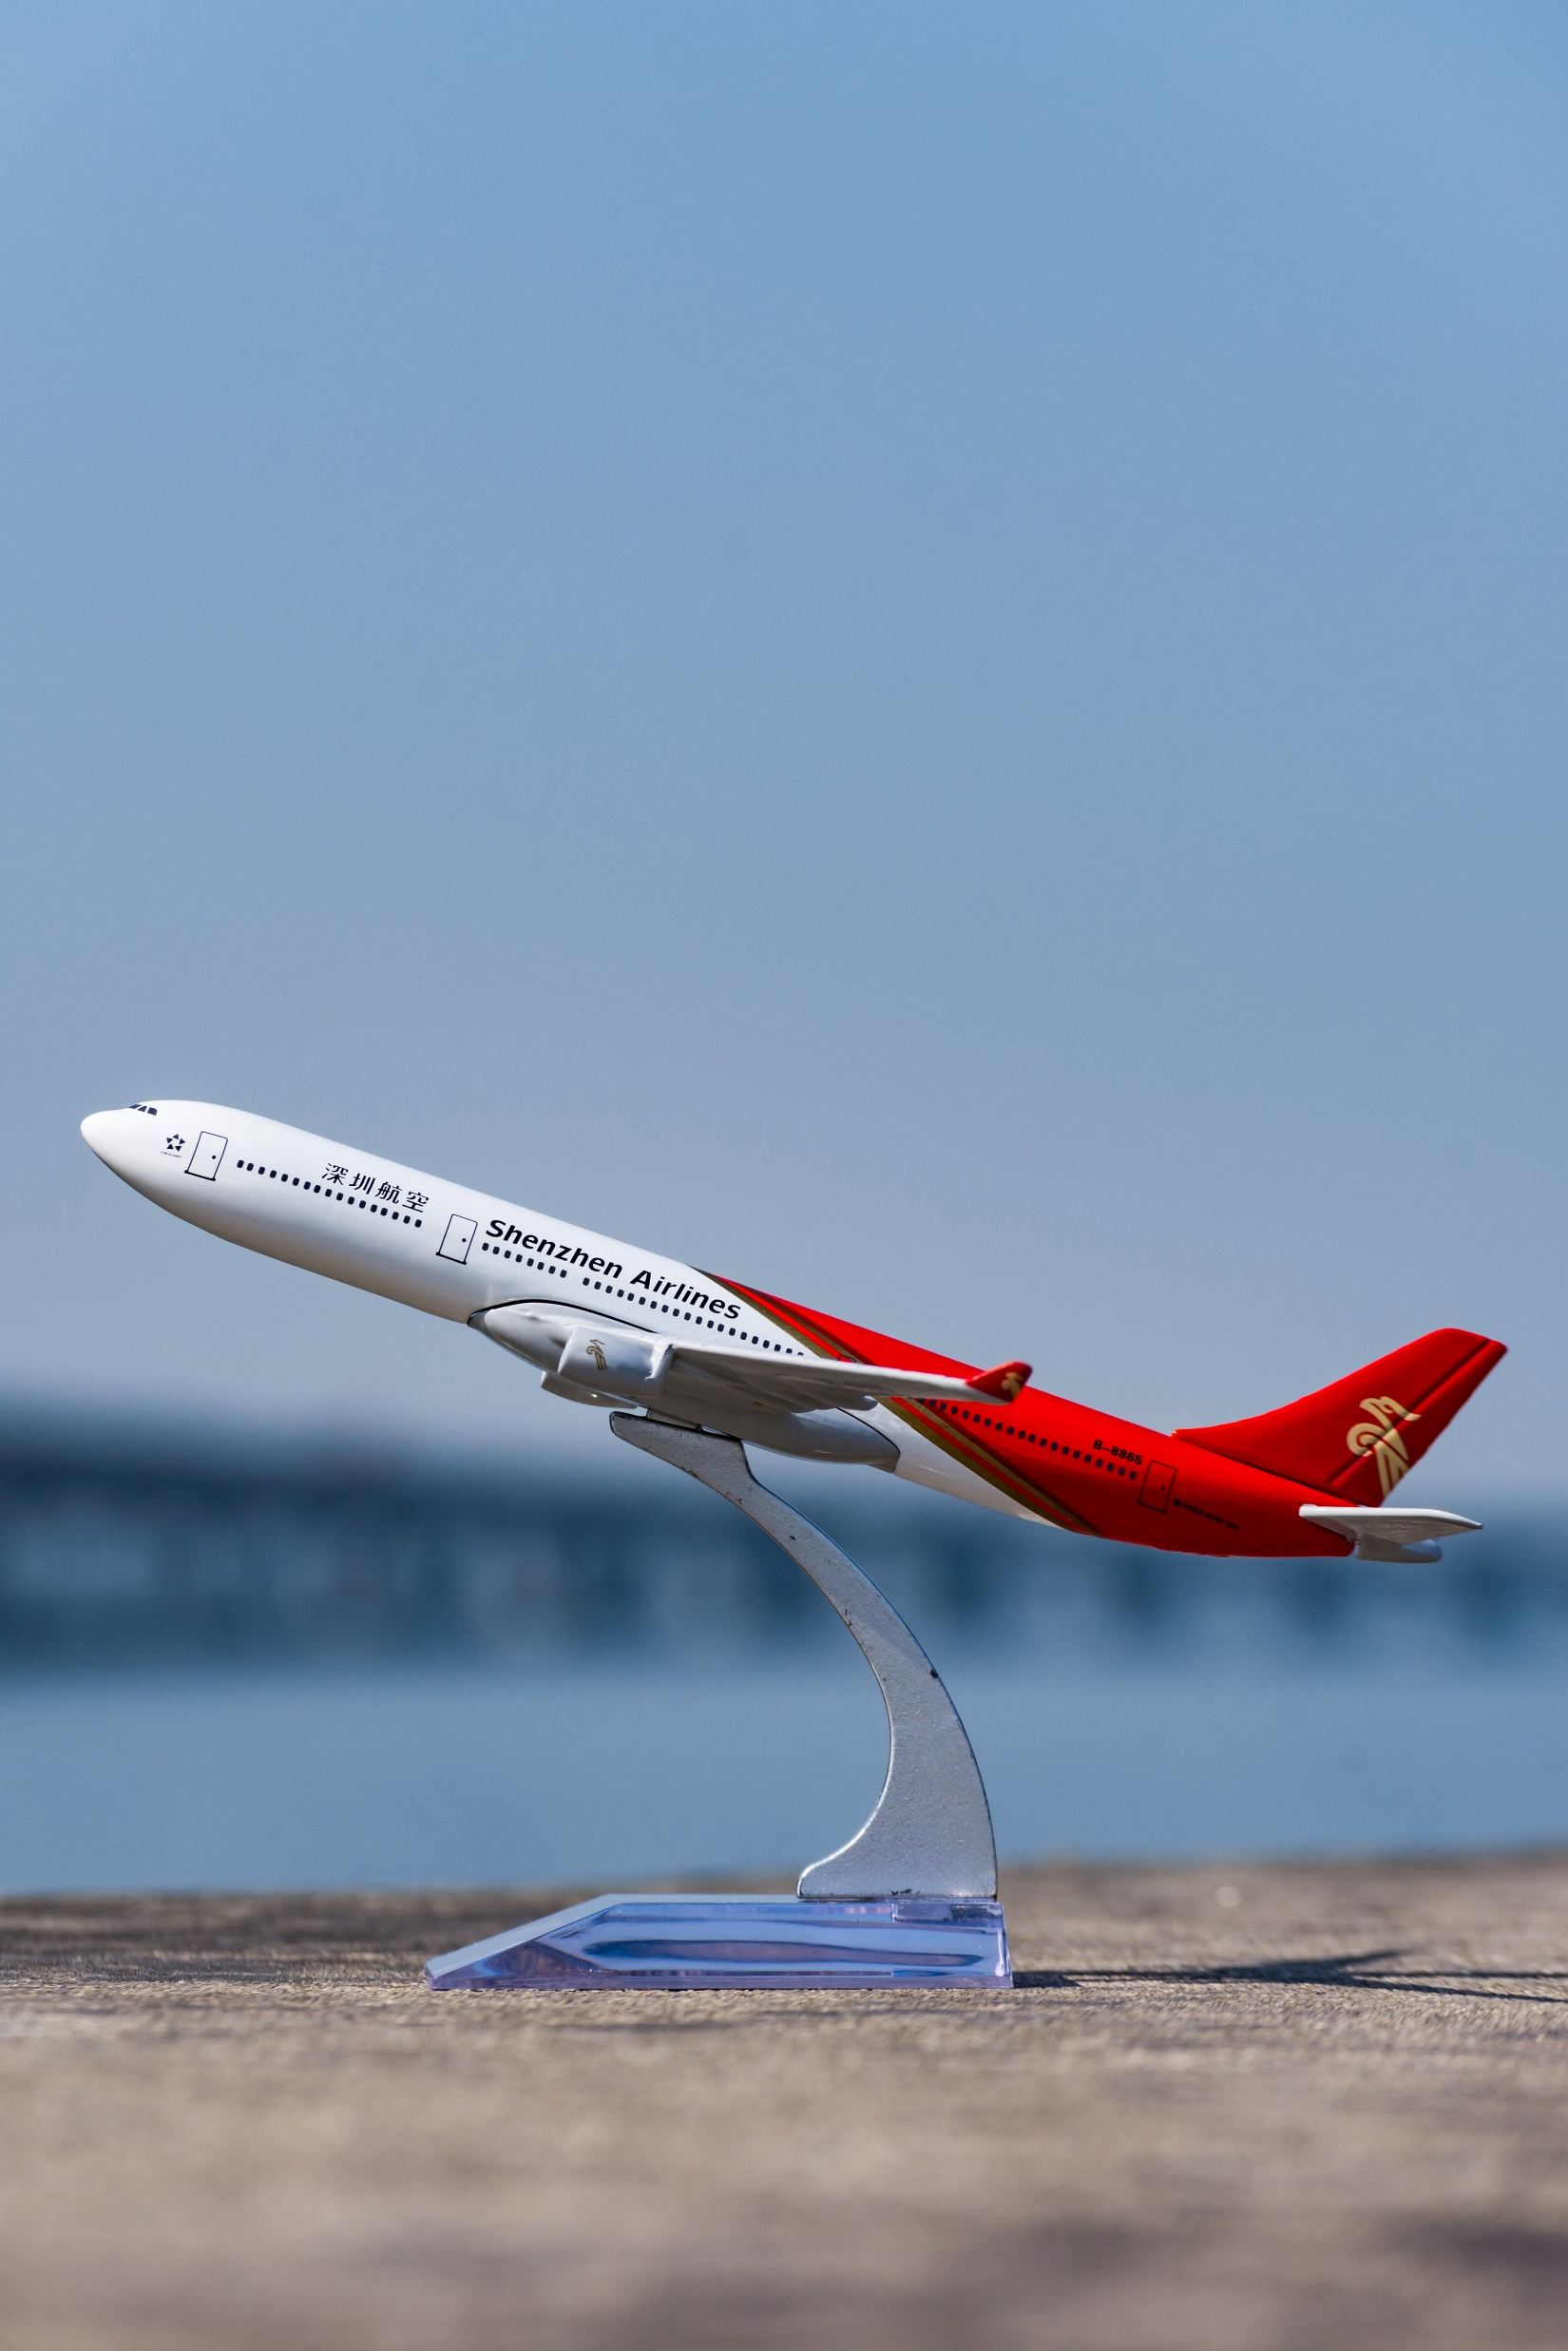 深圳航空
Shenzhen Airlines
B-8865